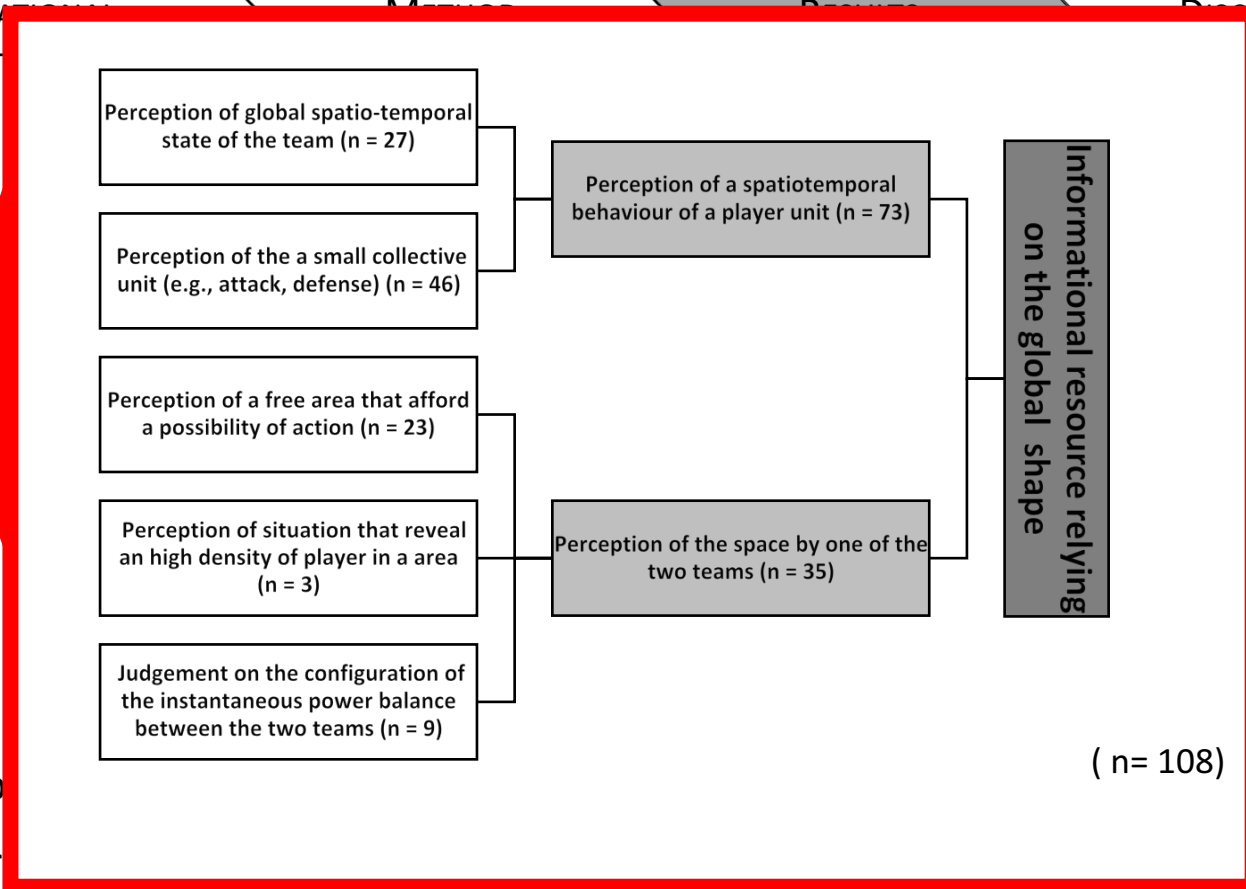 METHOD
RESULTS
Perception of global spatio-temporal
state of the team (n = 27)
Perception of the a small collective
unit (e.g., attack, defense) (n = 46)
Perception of a free area that afford
a possibility of action (n = 23)
Perception of situation that reveal
an high density of player in a area
(n = 3)
Judgement on the configuration of
the instantaneous power balance
between the two teams (n = 9)
Perception of a spatiotemporal
behaviour of a player unit (n = 73)
Perception of the space by one of the
two teams (n = 35)
Informational resource relying
on the global shape
( n= 108)